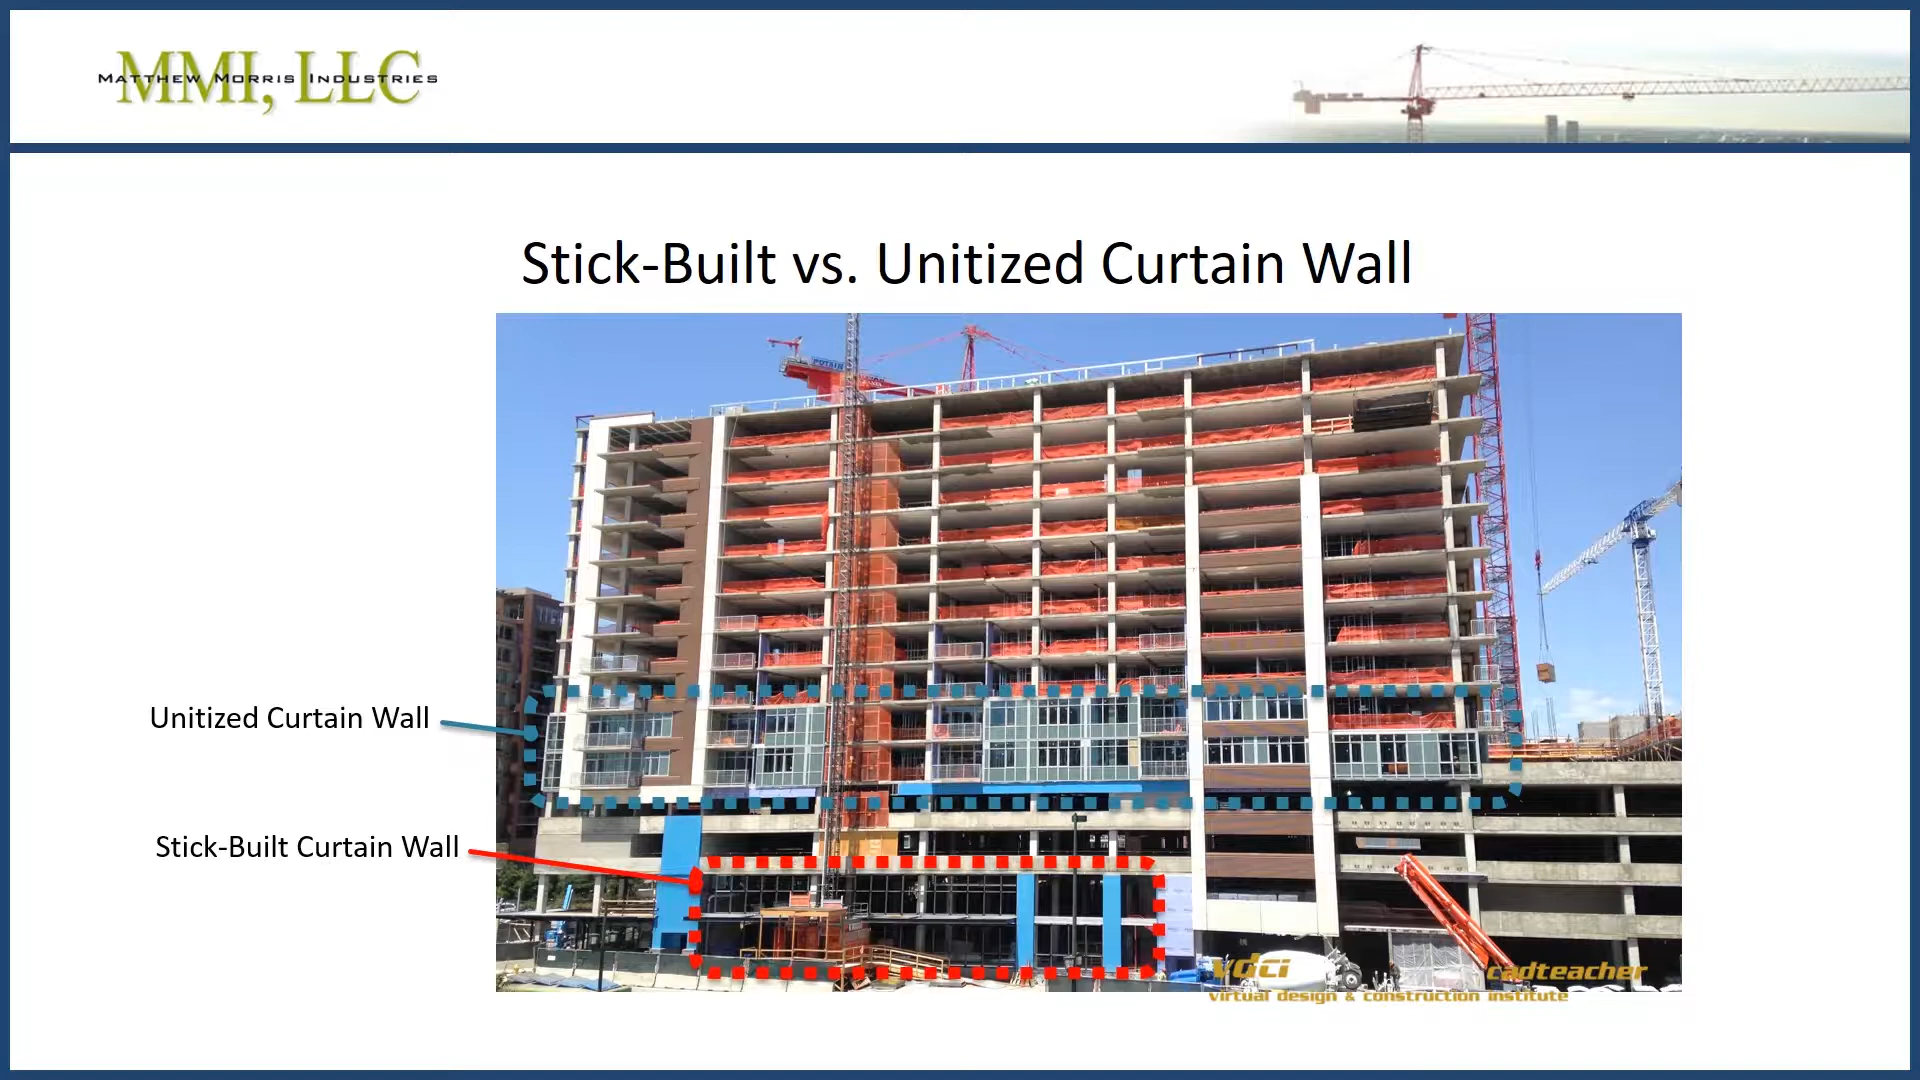 MMI, LLC
MATTHEW MORRIS INDUSTRIES
Stick-Built vs. Unitized Curtain Wall
POTAIN
Unitized Curtain Wall
Stick-Built Curtain Wall
vdci
cadteacher
virtual design & construction institute